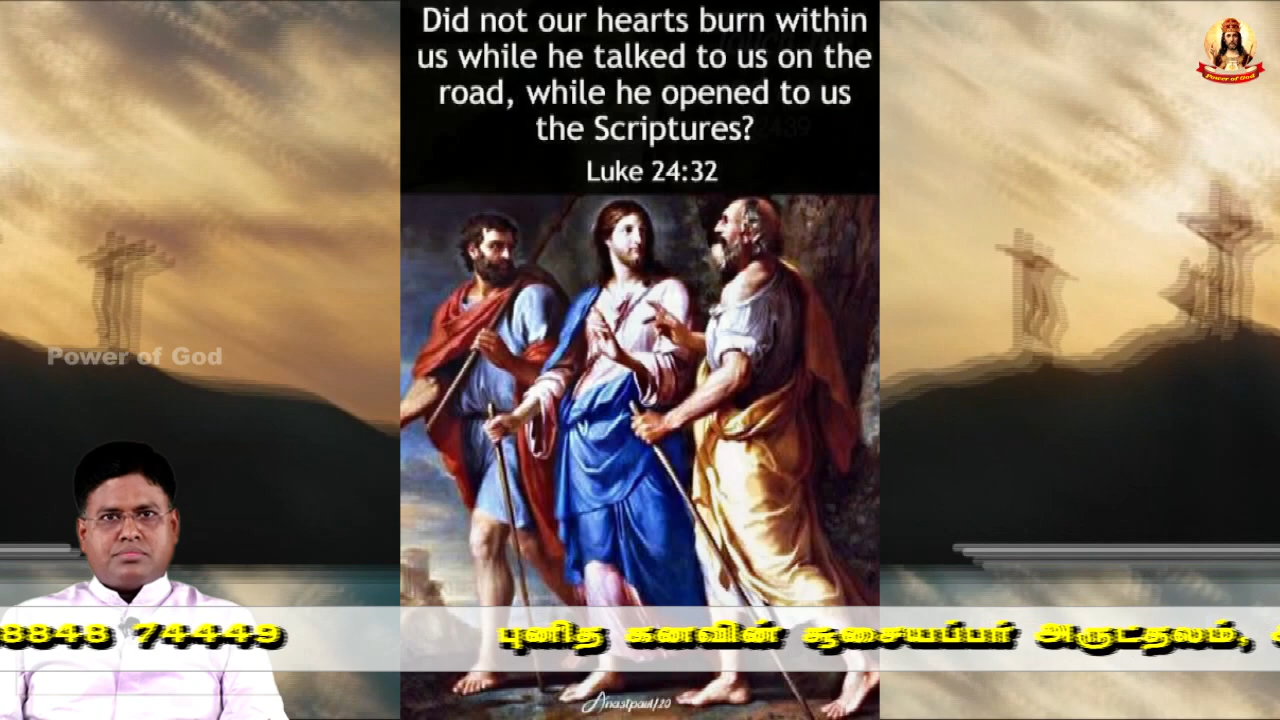 Did not our hearts burn within
us while he talked to us on the
road, while he opened to us
the Scriptures?
Luke 24:32
Power of God
Power of God
8848 74449 புனித கனவின் சூசையப்பர் அருட்தலம்,
Anastpaul/20